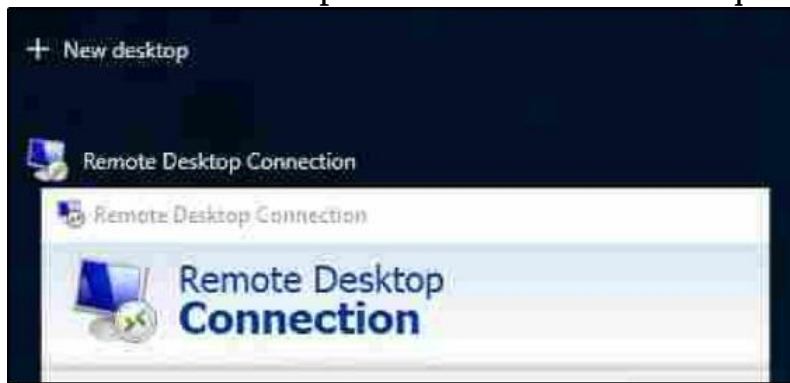 + New desktop
Remote Desktop Connection
Remote Desktop Connection
Remote Desktop
Connection